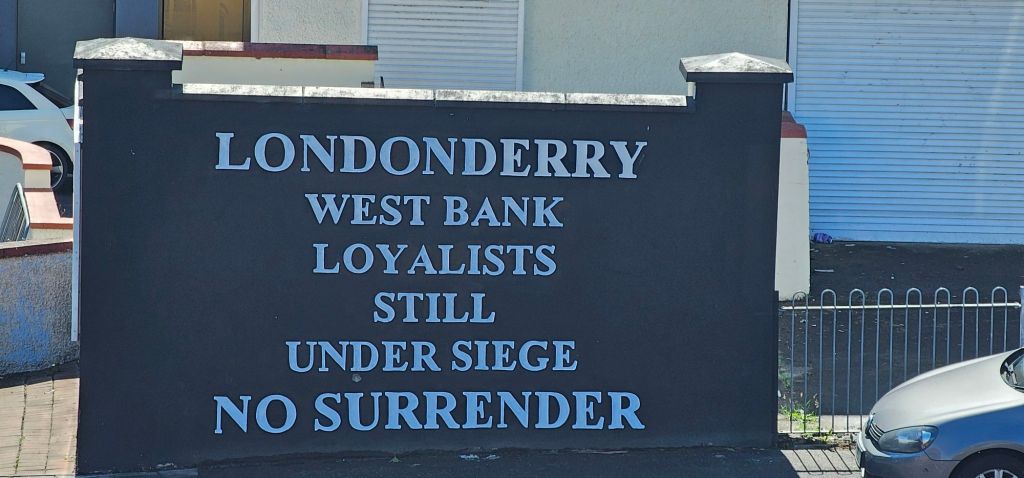 LONDONDERRY
WEST BANK
LOYALISTS
STILL
UNDER SIEGE
NO SURRENDER